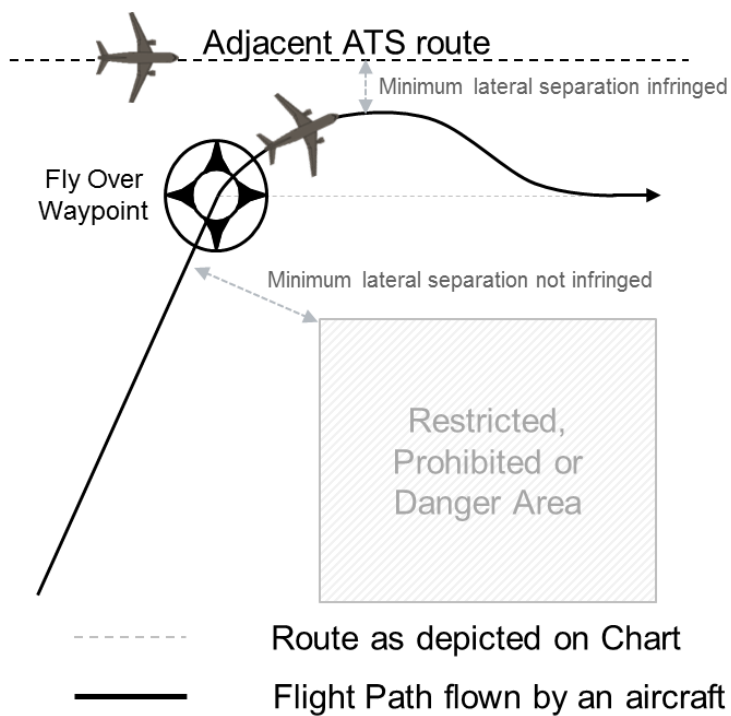 Adjacent ATS route
Minimum lateral separation infringed
Fly Over
Waypoint
Minimum lateral separation not infringed
Restricted,
Prohibited or
Danger Area
Route as depicted on Chart
Flight Path flown by an aircraft